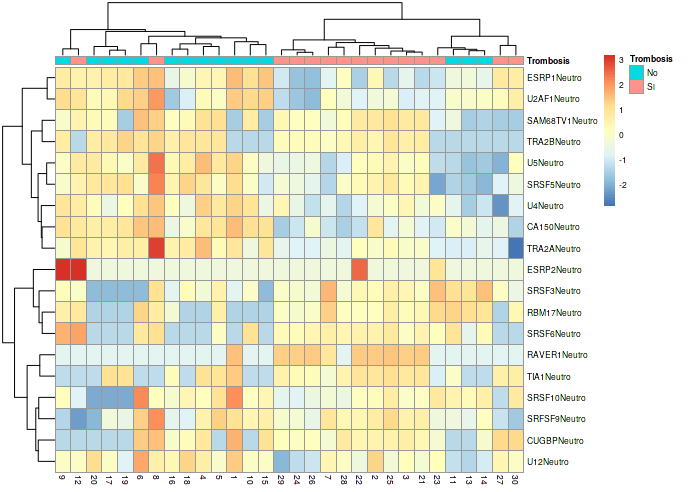 Trombosis
ESRP1Neutro
U2AF1Neutro
SAM68TV1Neutro
TRA2BNeutro
U5Neutro
SRSF5Neutro
U4Neutro
CA150Neutro
TRA2ANeutro
ESRP2Neutro
SRSF3Neutro
RBM17Neutro
SRSF6Neutro
RAVER1Neutro
TIA1Neutro
SRSF10Neutro
SRFSF9Neutro
CUGBPNeutro
U12Neutro
9 12 20 17 19 6 8 16 18 4 5 1 10 15 29 24 26 7 28 22 2 25 3 21 23 11 13 14 27 30
3
2
1
0
-1
-2
Trombosis
No
SI